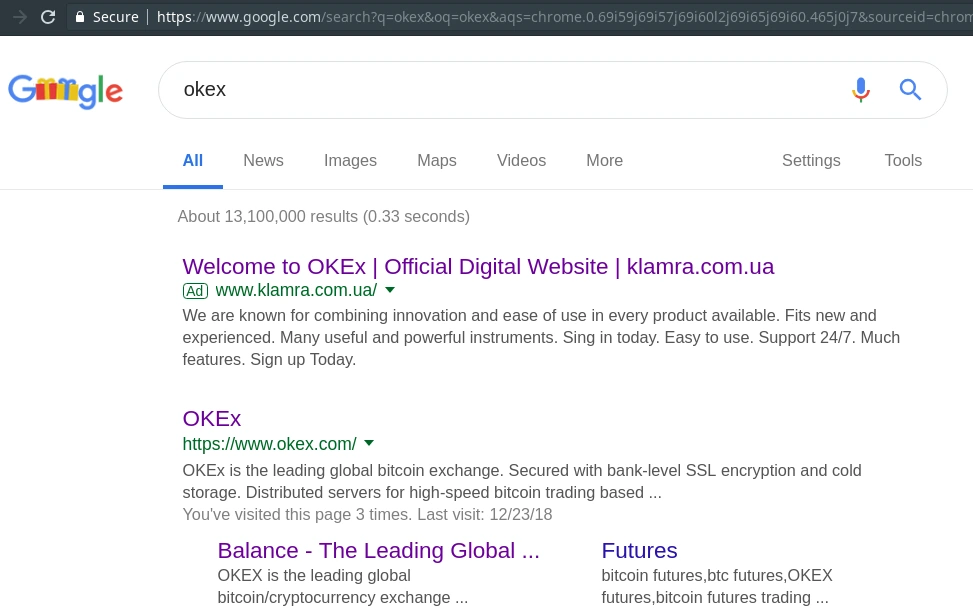 Secure | https://www.google.com/search?q=okex&oq=okex&aqs=chrome.0.69i59j69i57j69i60l2j69i65j69i60.465j0j7&sourceid=chrom
Google
okex
All News Images Maps Videos More Settings Tools
About 13,100,000 results (0.33 seconds)
Welcome to OKEx | Official Digital Website | klamra.com.ua
Ad www.klamra.com.ua/
We are known for combining innovation and ease of use in every product available. Fits new and
experienced. Many useful and powerful instruments. Sing in today. Easy to use. Support 24/7. Much
features. Sign up Today.
OKEx
https://www.okex.com/
OKEx is the leading global bitcoin exchange. Secured with bank-level SSL encryption and cold
storage. Distributed servers for high-speed bitcoin trading based ...
You've visited this page 3 times. Last visit: 12/23/18
Balance - The Leading Global ...
OKEX is the leading global
bitcoin/cryptocurrency exchange ...
Futures
bitcoin futures,btc futures,OKEX
futures,bitcoin futures trading ...